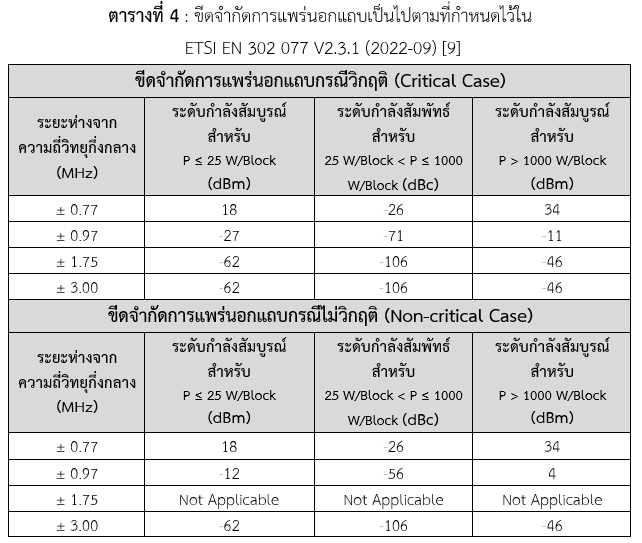 ตารางที่ 4 : ขีดจำกัดการแพร่นอกแถบเป็นไปตามที่กำหนดไว้ใน
ETSI EN 302 077 V2.3.1 (2022-09) [9]
ขีดจำกัดการแพร่นอกแถบกรณีวิกฤติ (Critical Case)
ระยะห่างจาก
ความถี่วิทยุกึ่งกลาง
(MHz)
ระดับกำลังสัมบูรณ์
สำหรับ
P ≤ 25 W/Block
(dBm)
ระดับกำลังสัมพัทธ์
สำหรับ
25 W/Block < P ≤ 1000
W/Block (dBc)
ระดับกำลังสัมบูรณ์
สำหรับ
P > 1000 W/Block
(dBm)
± 0.77 18 -26 34
± 0.97 -27 -71 -11
± 1.75 -62 -106 -46
± 3.00 -62 -106 -46
ขีดจำกัดการแพร่นอกแถบกรณีไม่วิกฤติ (Non-critical Case)
ระยะห่างจาก
ความถี่วิทยุกึ่งกลาง
(MHz)
ระดับกำลังสัมบูรณ์
สำหรับ
P ≤ 25 W/Block
(dBm)
ระดับกำลังสัมพัทธ์
สำหรับ
25 W/Block < P ≤ 1000
W/Block (dBc)
ระดับกำลังสัมบูรณ์
สำหรับ
P > 1000 W/Block
(dBm)
± 0.77 18 -26 34
± 0.97 -12 -56 4
± 1.75 Not Applicable Not Applicable Not Applicable
± 3.00 -62 -106 -46